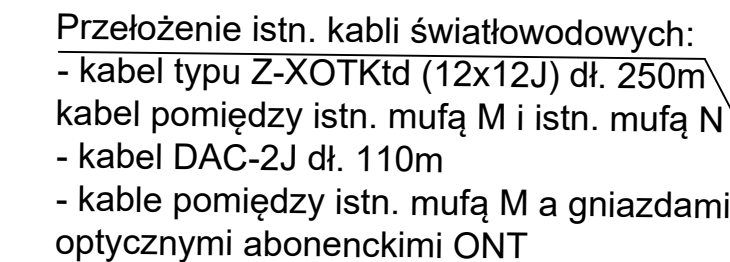 Przełożenie istn. kabli światłowodowych:
- kabel typu Z-XOTKtd (12x12J) dł. 250m
kabel pomiędzy istn. mufą M i istn. mufą N
- kabel DAC-2J dł. 110m
- kable pomiędzy istn. mufą M a gniazdami
optycznymi abonenckimi ONT